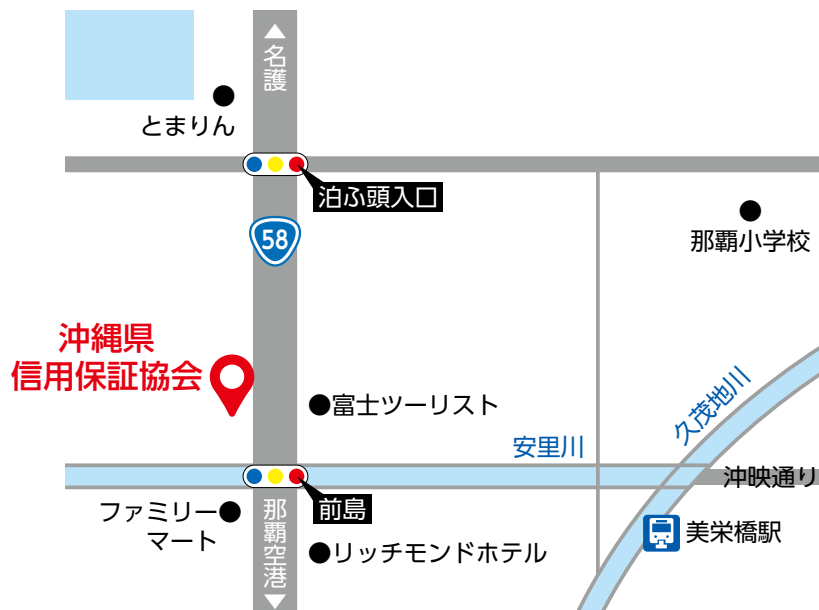 ▲名護
●
とまりん
泊ふ頭入口
58
●
那覇小学校
沖縄県
信用保証協会
●富士ツーリスト
久茂地川
安里川
沖映通り
前島
ファミリー●
マート
那覇空港▼
●リッチモンドホテル
美栄橋駅